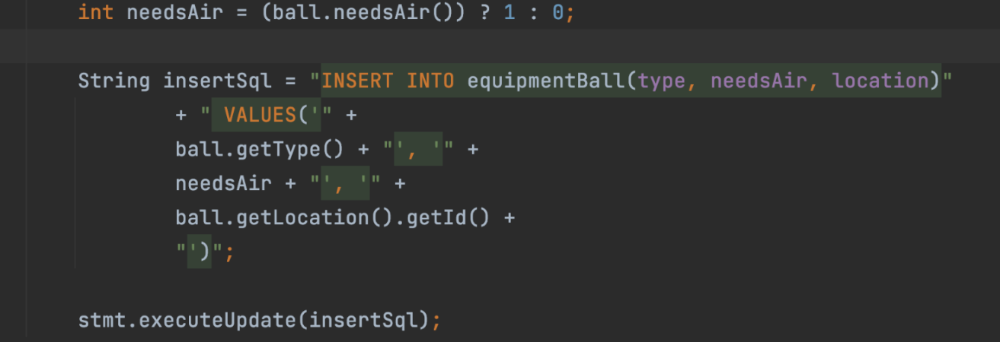 int needsAir = (ball.needsAir()) ? 1 : 0;
String insertSql = "INSERT INTO equipmentBall(type, needsAir, location)"
+ " VALUES('" +
ball.getType() + "', '" +
needsAir + "', '" +
ball.getLocation().getId() +
"')";
stmt.executeUpdate(insertSql);